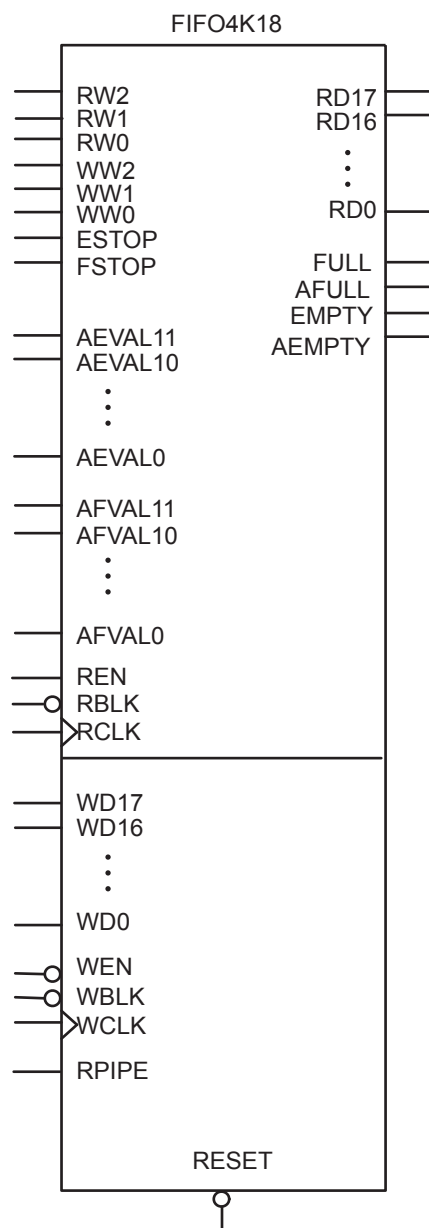 FIFO4K18
RW2
RW1
RW0
WW2
WW1
WW0
ESTOP
FSTOP
AEVAL11
AEVAL10
AEVAL0
AFVAL11
AFVAL10
AFVAL0
REN
RBLK
RCLK
RD17
RD16
RD0
FULL
AFULL
EMPTY
AEMPTY
WD17
WD16
WD0
WEN
WBLK
WCLK
RPIPE
RESET